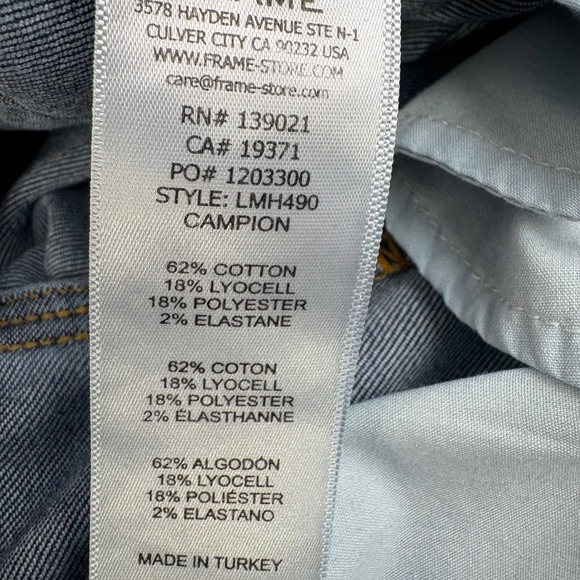 FRAME
3578 HAYDEN AVENUE STE N-1
CULVER CITY CA 90232 USA
WWW.FRAME-STORE.COM
care@frame-store.com
RN# 139021
CA# 19371
PO# 1203300
STYLE: LMH490
CAMPION
62% COTTON
18% LYOCELL
18% POLYESTER
2% ELASTANE
62% COTON
18% LYOCELL
18% POLYESTER
2% ÉLASTHANNE
62% ALGODÓN
18% LYOCELL
18% POLIÉSTER
2% ELASTANO
MADE IN TURKEY